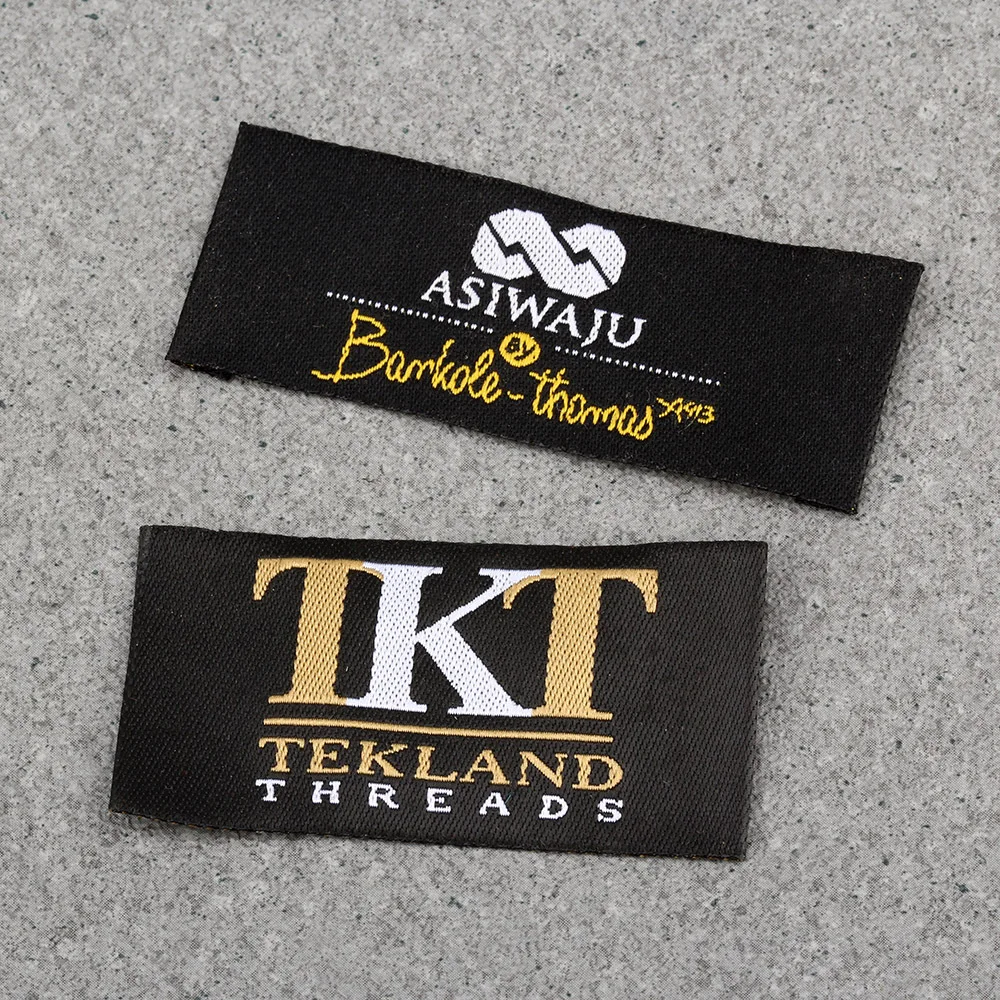 ASIWAJU
BY
Bankole-thomas
TKT
TEKLAND
THREADS